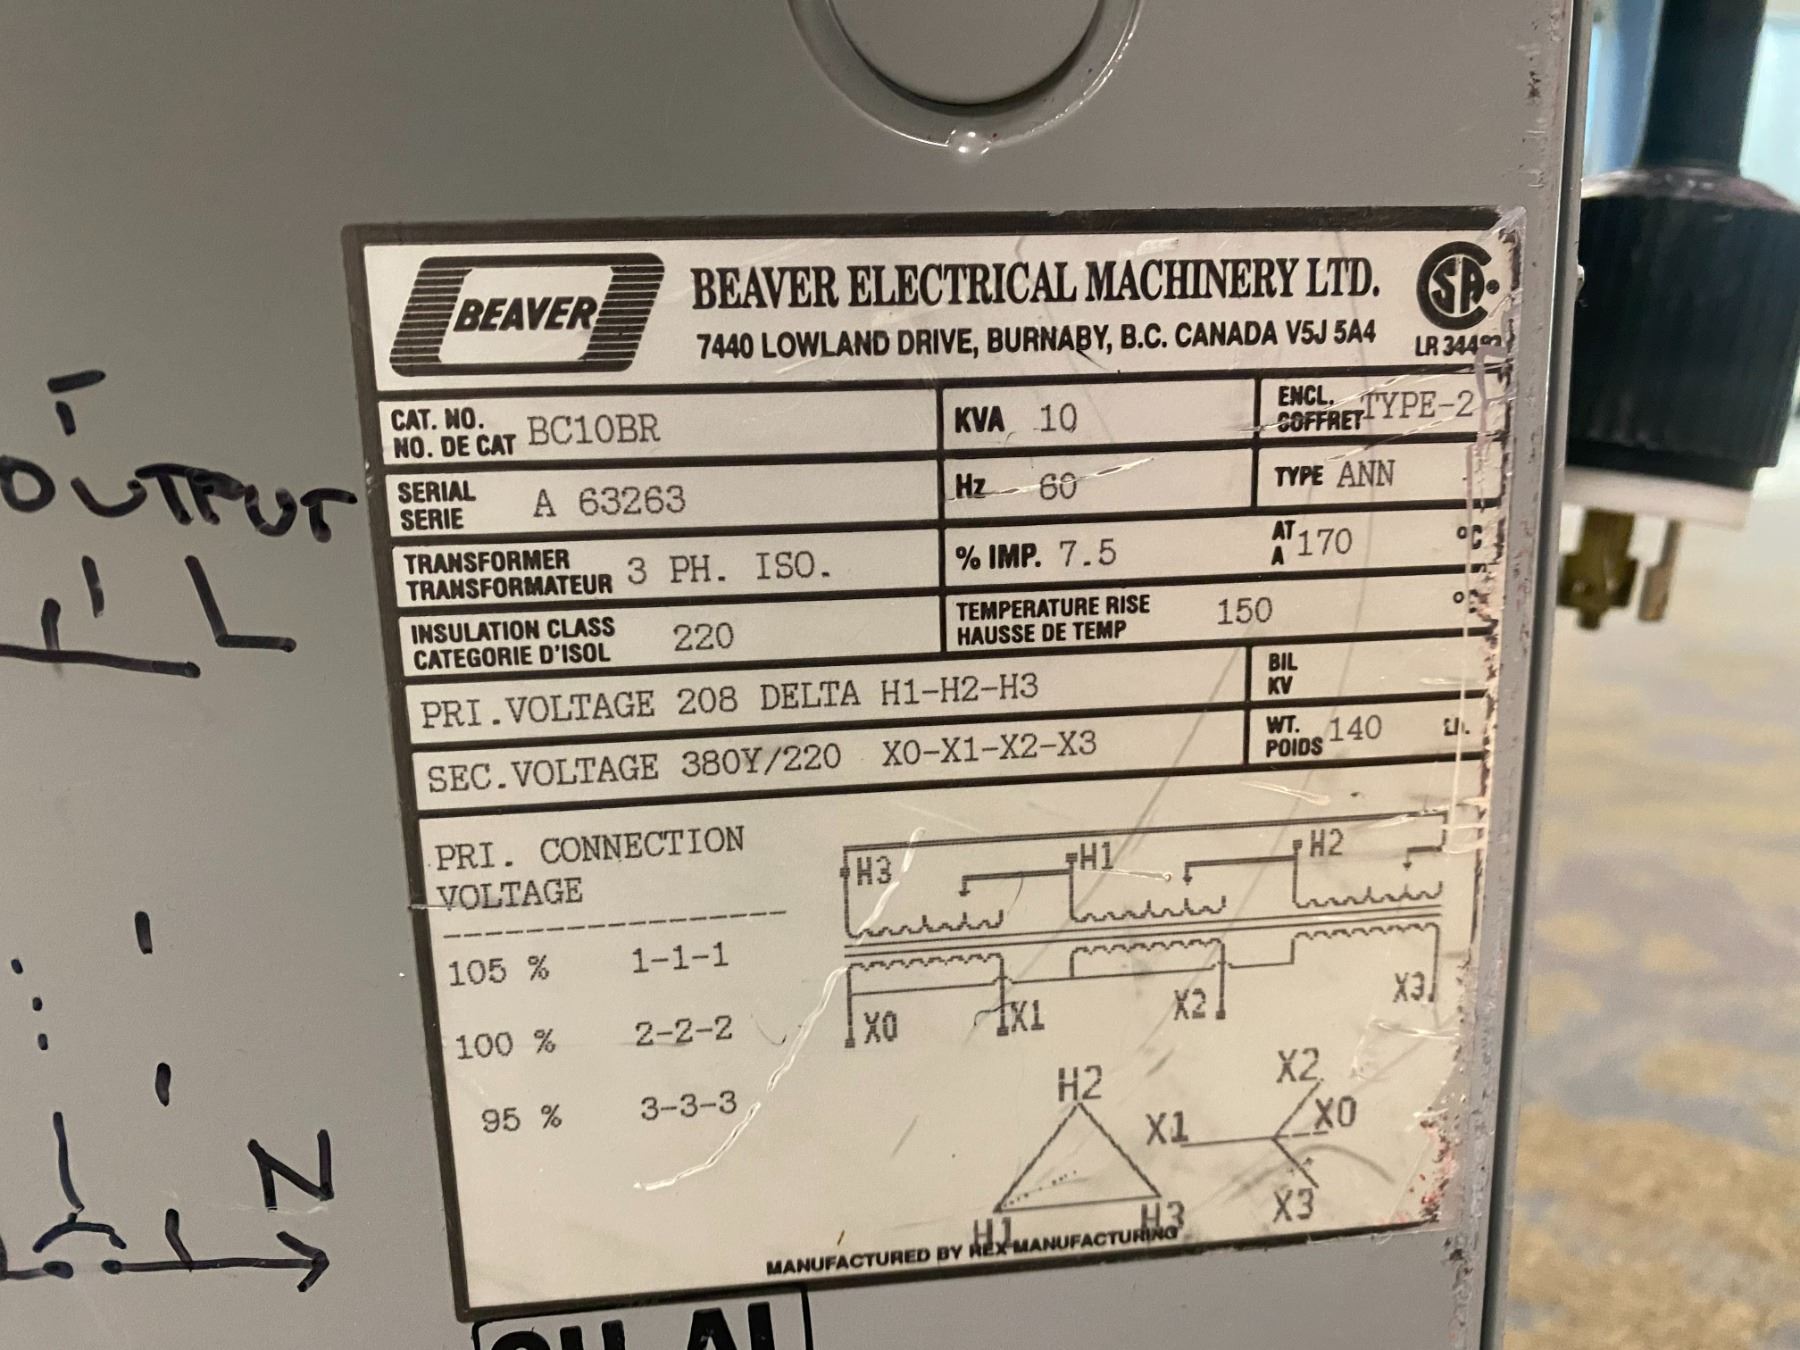 BEAVER
BEAVER ELECTRICAL MACHINERY LTD.
7440 LOWLAND DRIVE, BURNABY, B.C. CANADA V5J 5A4
LR
CAT. NO.
NO. DE CAT BC10BR
KVA 10
ENCL.
COFFRET TYPE-2
SERIAL
SERIE A 63263
Hz 60
TYPE ANN
TRANSFORMER
TRANSFORMATEUR 3 PH. ISO.
% IMP. 7.5
AT
A 170 °C
INSULATION CLASS
CATEGORIE D'ISOL 220
TEMPERATURE RISE
HAUSSE DE TEMP 150
PRI.VOLTAGE 208 DELTA H1-H2-H3
BIL
KV
SEC.VOLTAGE 380Y/220 X0-X1-X2-X3
WT.
POIDS 140
PRI. CONNECTION
VOLTAGE
105 % 1-1-1
100 % 2-2-2
95 % 3-3-3
H3 H1 H2
X0 X1 X2 X3
H2
H1 H3
X2
X1 X0
X3
MANUFACTURED BY REX MANUFACTURING
OUTPUT
N